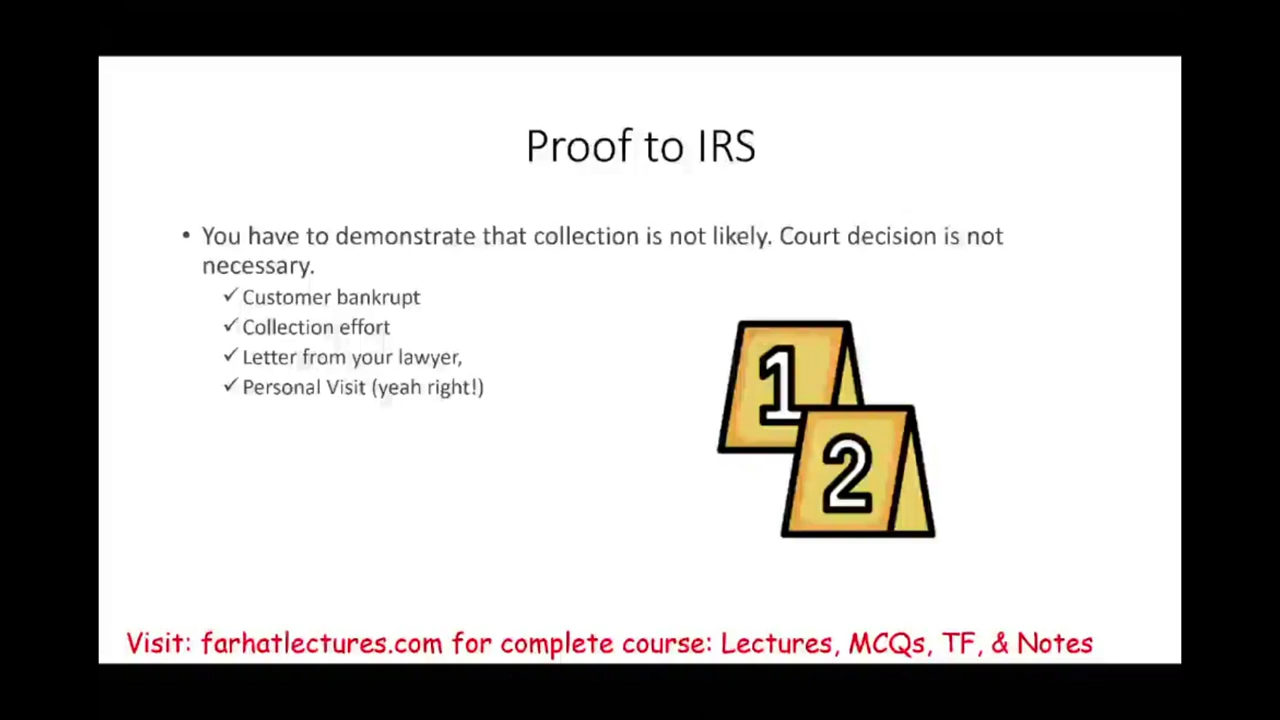 Proof to IRS
• You have to demonstrate that collection is not likely. Court decision is not
necessary.
✓Customer bankrupt
✓Collection effort
✓Letter from your lawyer,
✓Personal Visit (yeah right!)
1
2
Visit: farhatlectures.com for complete course: Lectures, MCQs, TF, & Notes